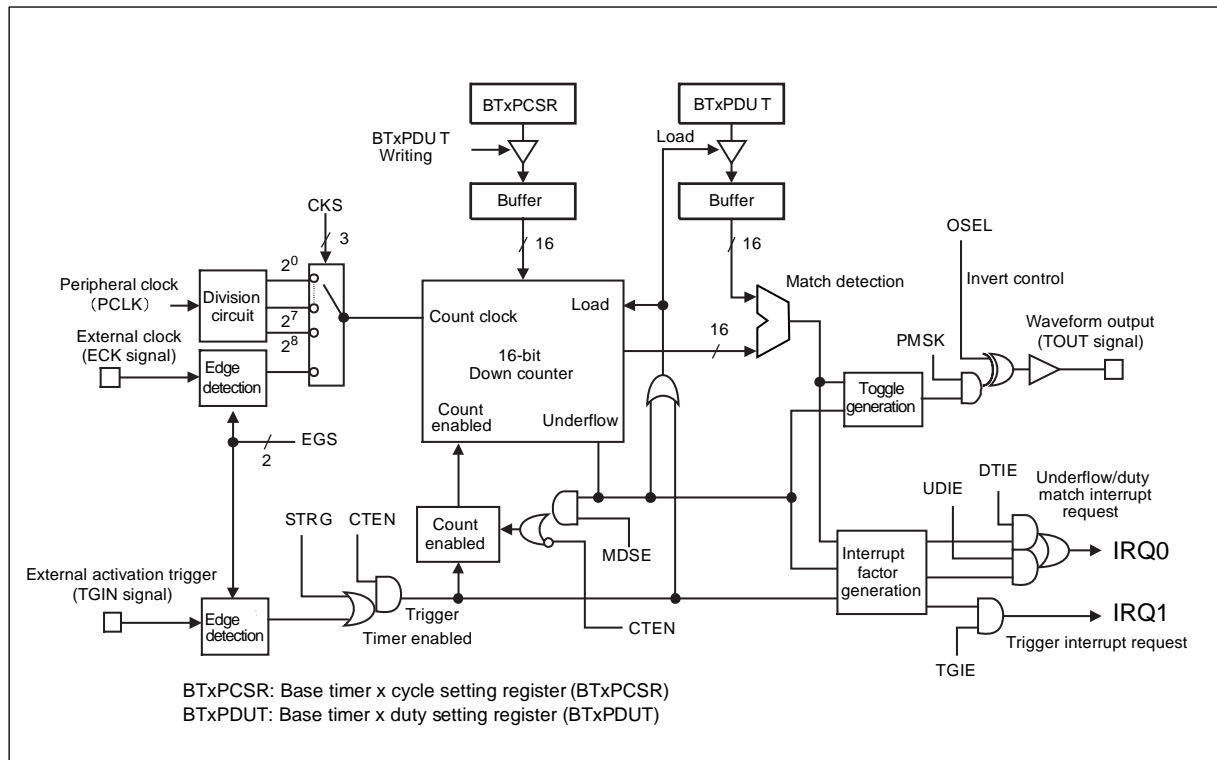 BTxPCSR
BTxPDU T
BTxPDU T
Writing
Load
Buffer
Buffer
CKS
3
16
16
OSEL
Peripheral clock
(PCLK)
Division
circuit
2⁰
2⁷
2⁸
Match detection
Invert control
External clock
(ECK signal)
Edge
detection
Count clock
Load
16-bit
Down counter
Count
enabled
Underflow
16
PMSK
Waveform output
(TOUT signal)
Toggle
generation
EGS
2
STRG
CTEN
Count
enabled
MDSE
UDIE
DTIE
Underflow/duty
match interrupt
request
Interrupt
factor
generation
IRQ0
External activation trigger
(TGIN signal)
Edge
detection
Trigger
Timer enabled
CTEN
IRQ1
Trigger interrupt request
TGIE
BTxPCSR: Base timer x cycle setting register (BTxPCSR)
BTxPDUT: Base timer x duty setting register (BTxPDUT)